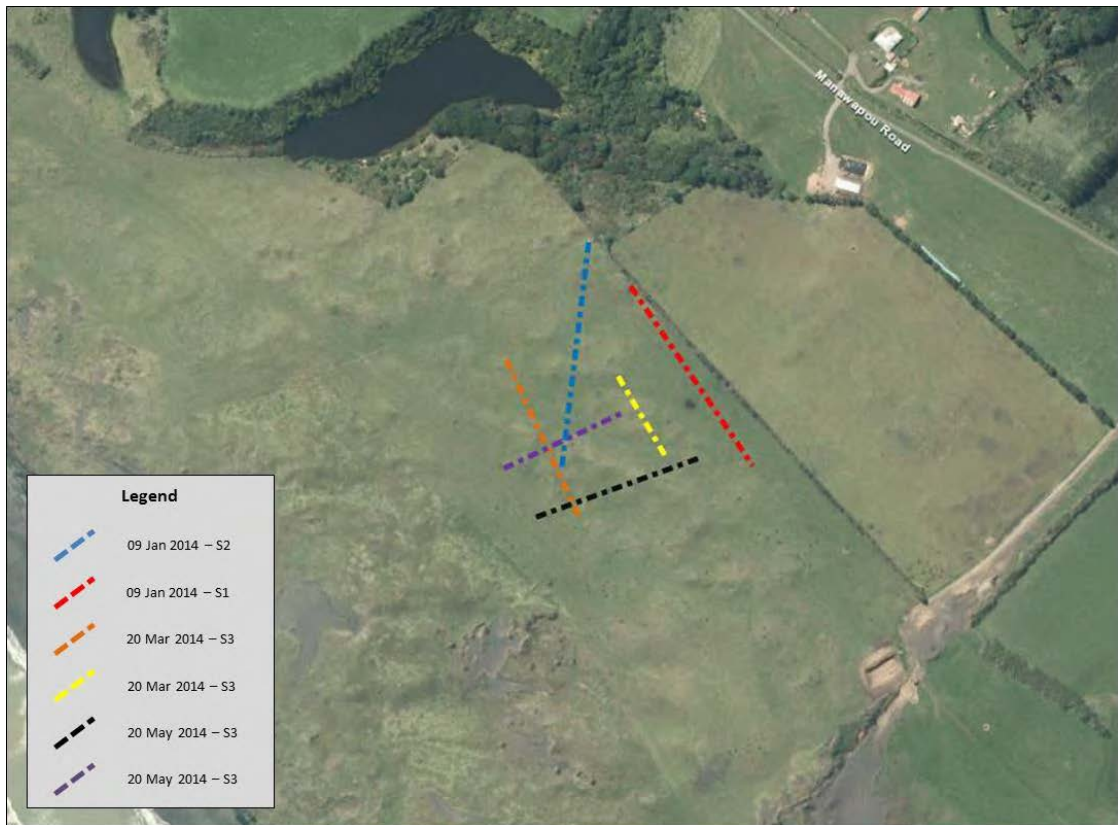 Manawapou Road
Legend
09 Jan 2014 – S2
09 Jan 2014 – S1
20 Mar 2014 – S3
20 Mar 2014 – S3
20 May 2014 – S3
20 May 2014 – S3